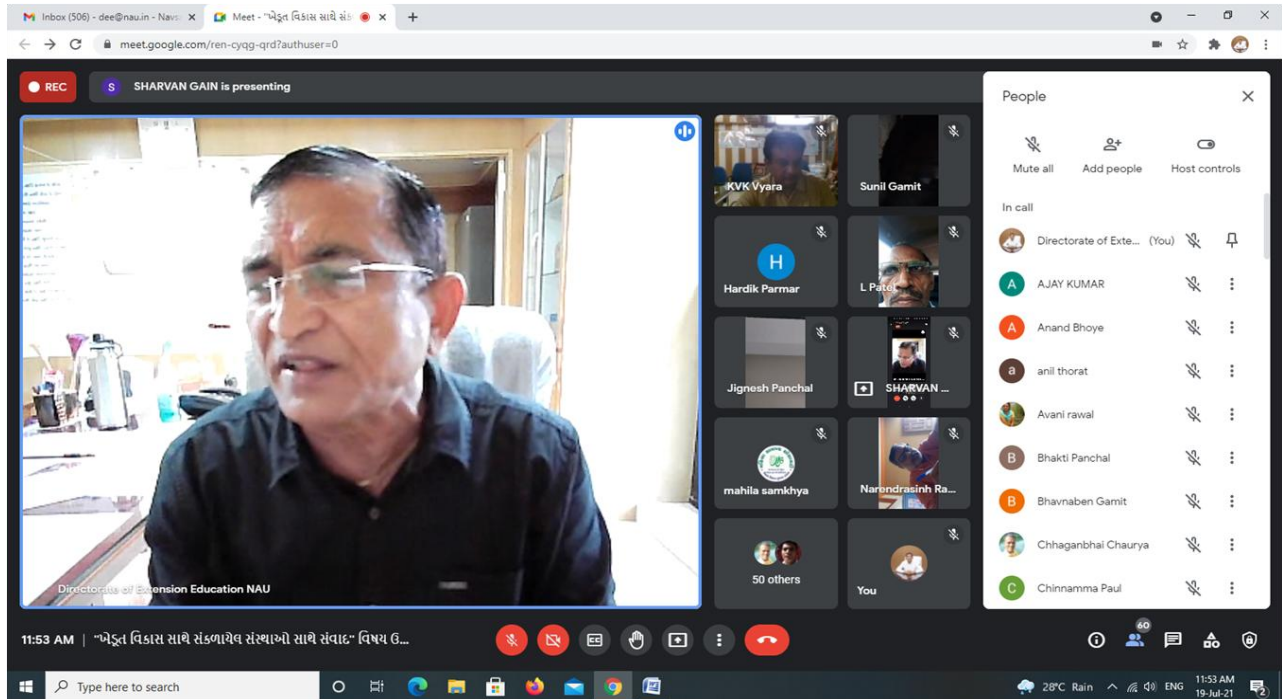 Inbox (506) - dee@nau.in - Navs
Meet - "ખેડૂત વિકાસ સાથે સં
meet.google.com/ren-cyqg-qrd?authuser=0
REC
S
SHARVAN GAIN is presenting
Directorate of Extension Education NAU
KVK Vyara
Sunil Gamit
H
Hardik Parmar
L Patel
Jignesh Panchal
SHARVAN ...
mahila samkhya
Narendrasinh Ra...
50 others
You
People
Mute all
Add people
Host controls
In call
Directorate of Exte... (You)
A
AJAY KUMAR
A
Anand Bhoye
a
anil thorat
Avani rawal
B
Bhakti Panchal
B
Bhavnaben Gamit
Chhaganbhai Chaurya
C
Chinnamma Paul
11:53 AM | "ખેડૂત વિકાસ સાથે સંકળાયેલ સંસ્થાઓ સાથે સંવાદ" વિષય ઉ...
CC
60
Type here to search
28°C Rain
ENG
11:53 AM
19-Jul-21
2